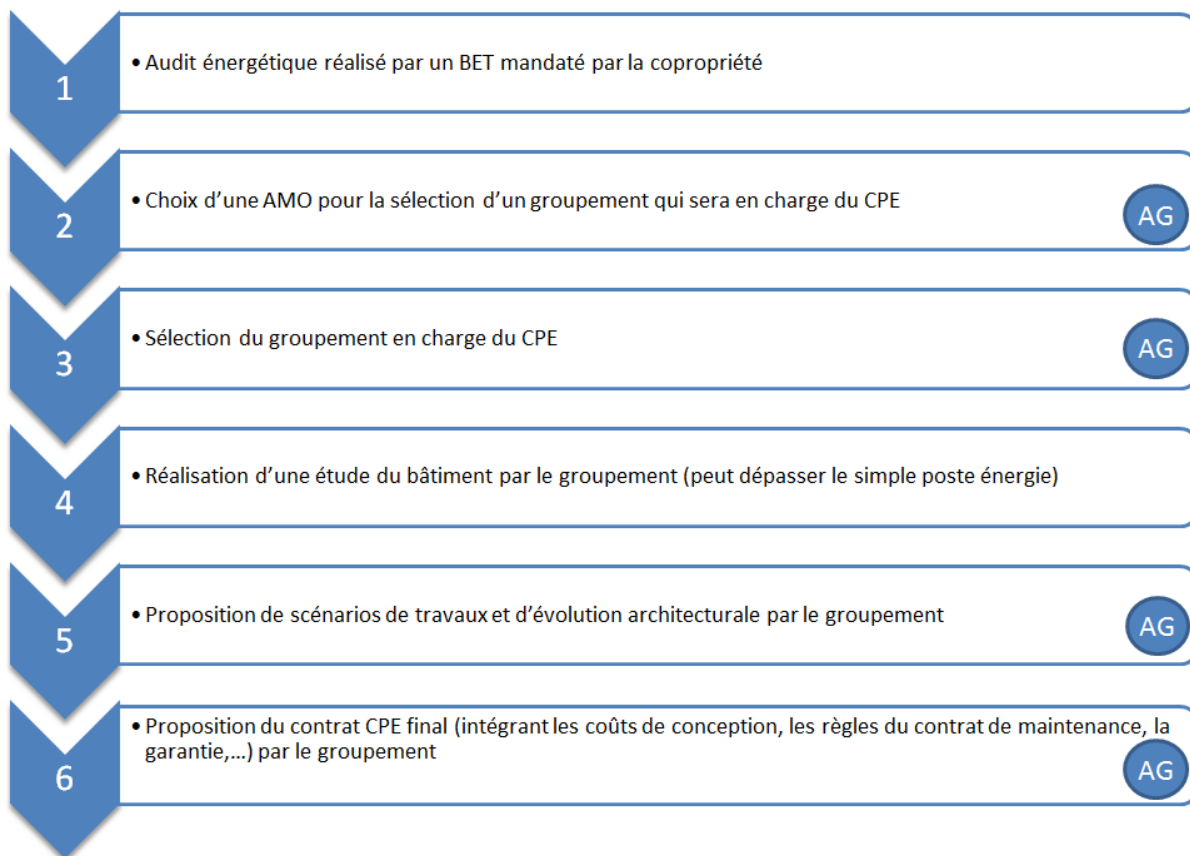 1
• Audit énergétique réalisé par un BET mandaté par la copropriété
2
• Choix d'une AMO pour la sélection d'un groupement qui sera en charge du CPE
AG
3
• Sélection du groupement en charge du CPE
AG
4
• Réalisation d'une étude du bâtiment par le groupement (peut dépasser le simple poste énergie)
5
• Proposition de scénarios de travaux et d'évolution architecturale par le groupement
AG
6
• Proposition du contrat CPE final (intégrant les coûts de conception, les règles du contrat de maintenance, la
garantie,...) par le groupement
AG